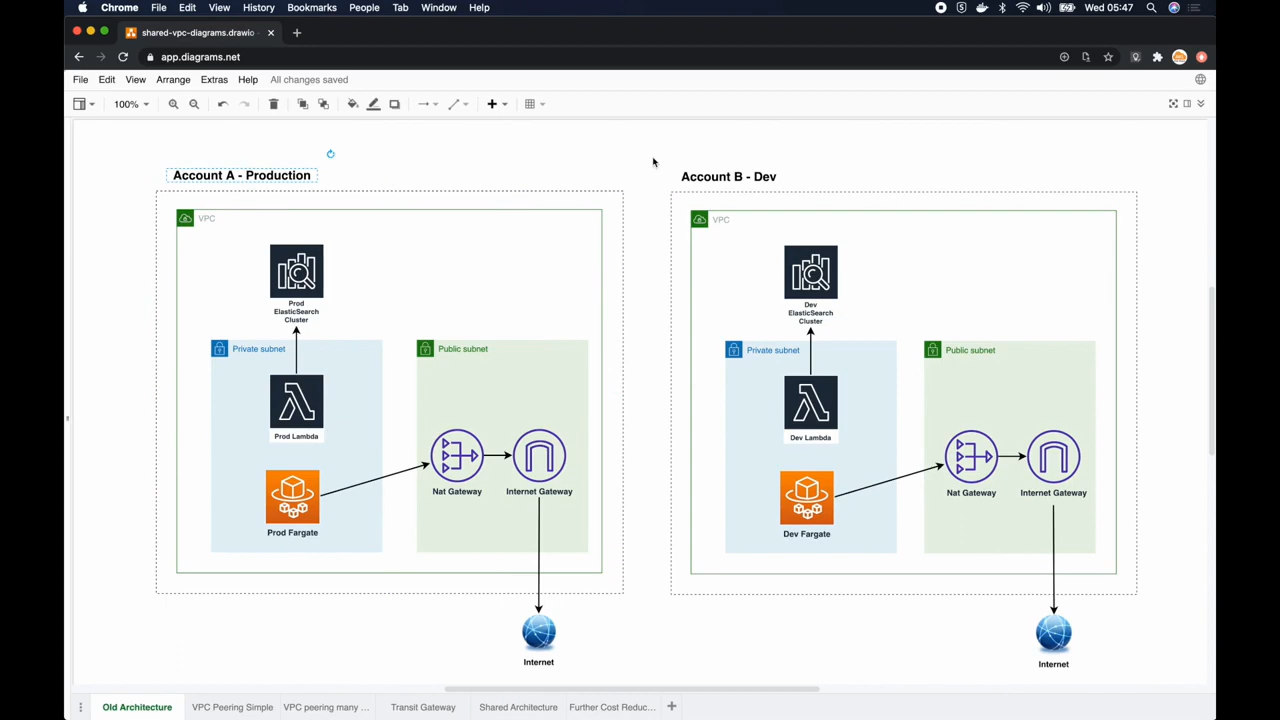 Chrome File Edit View History Bookmarks People Tab Window Help Wed 05:47
shared-vpc-diagrams.drawio
app.diagrams.net
File Edit View Arrange Extras Help All changes saved
100%
Account A - Production
VPC
Prod
ElasticSearch
Cluster
Private subnet
Public subnet
Prod Lambda
Nat Gateway
Internet Gateway
Prod Fargate
Internet
Account B - Dev
VPC
Dev
ElasticSearch
Cluster
Private subnet
Public subnet
Dev Lambda
Nat Gateway
Internet Gateway
Dev Fargate
Internet
Old Architecture VPC Peering Simple VPC peering many ... Transit Gateway Shared Architecture Further Cost Reduc...